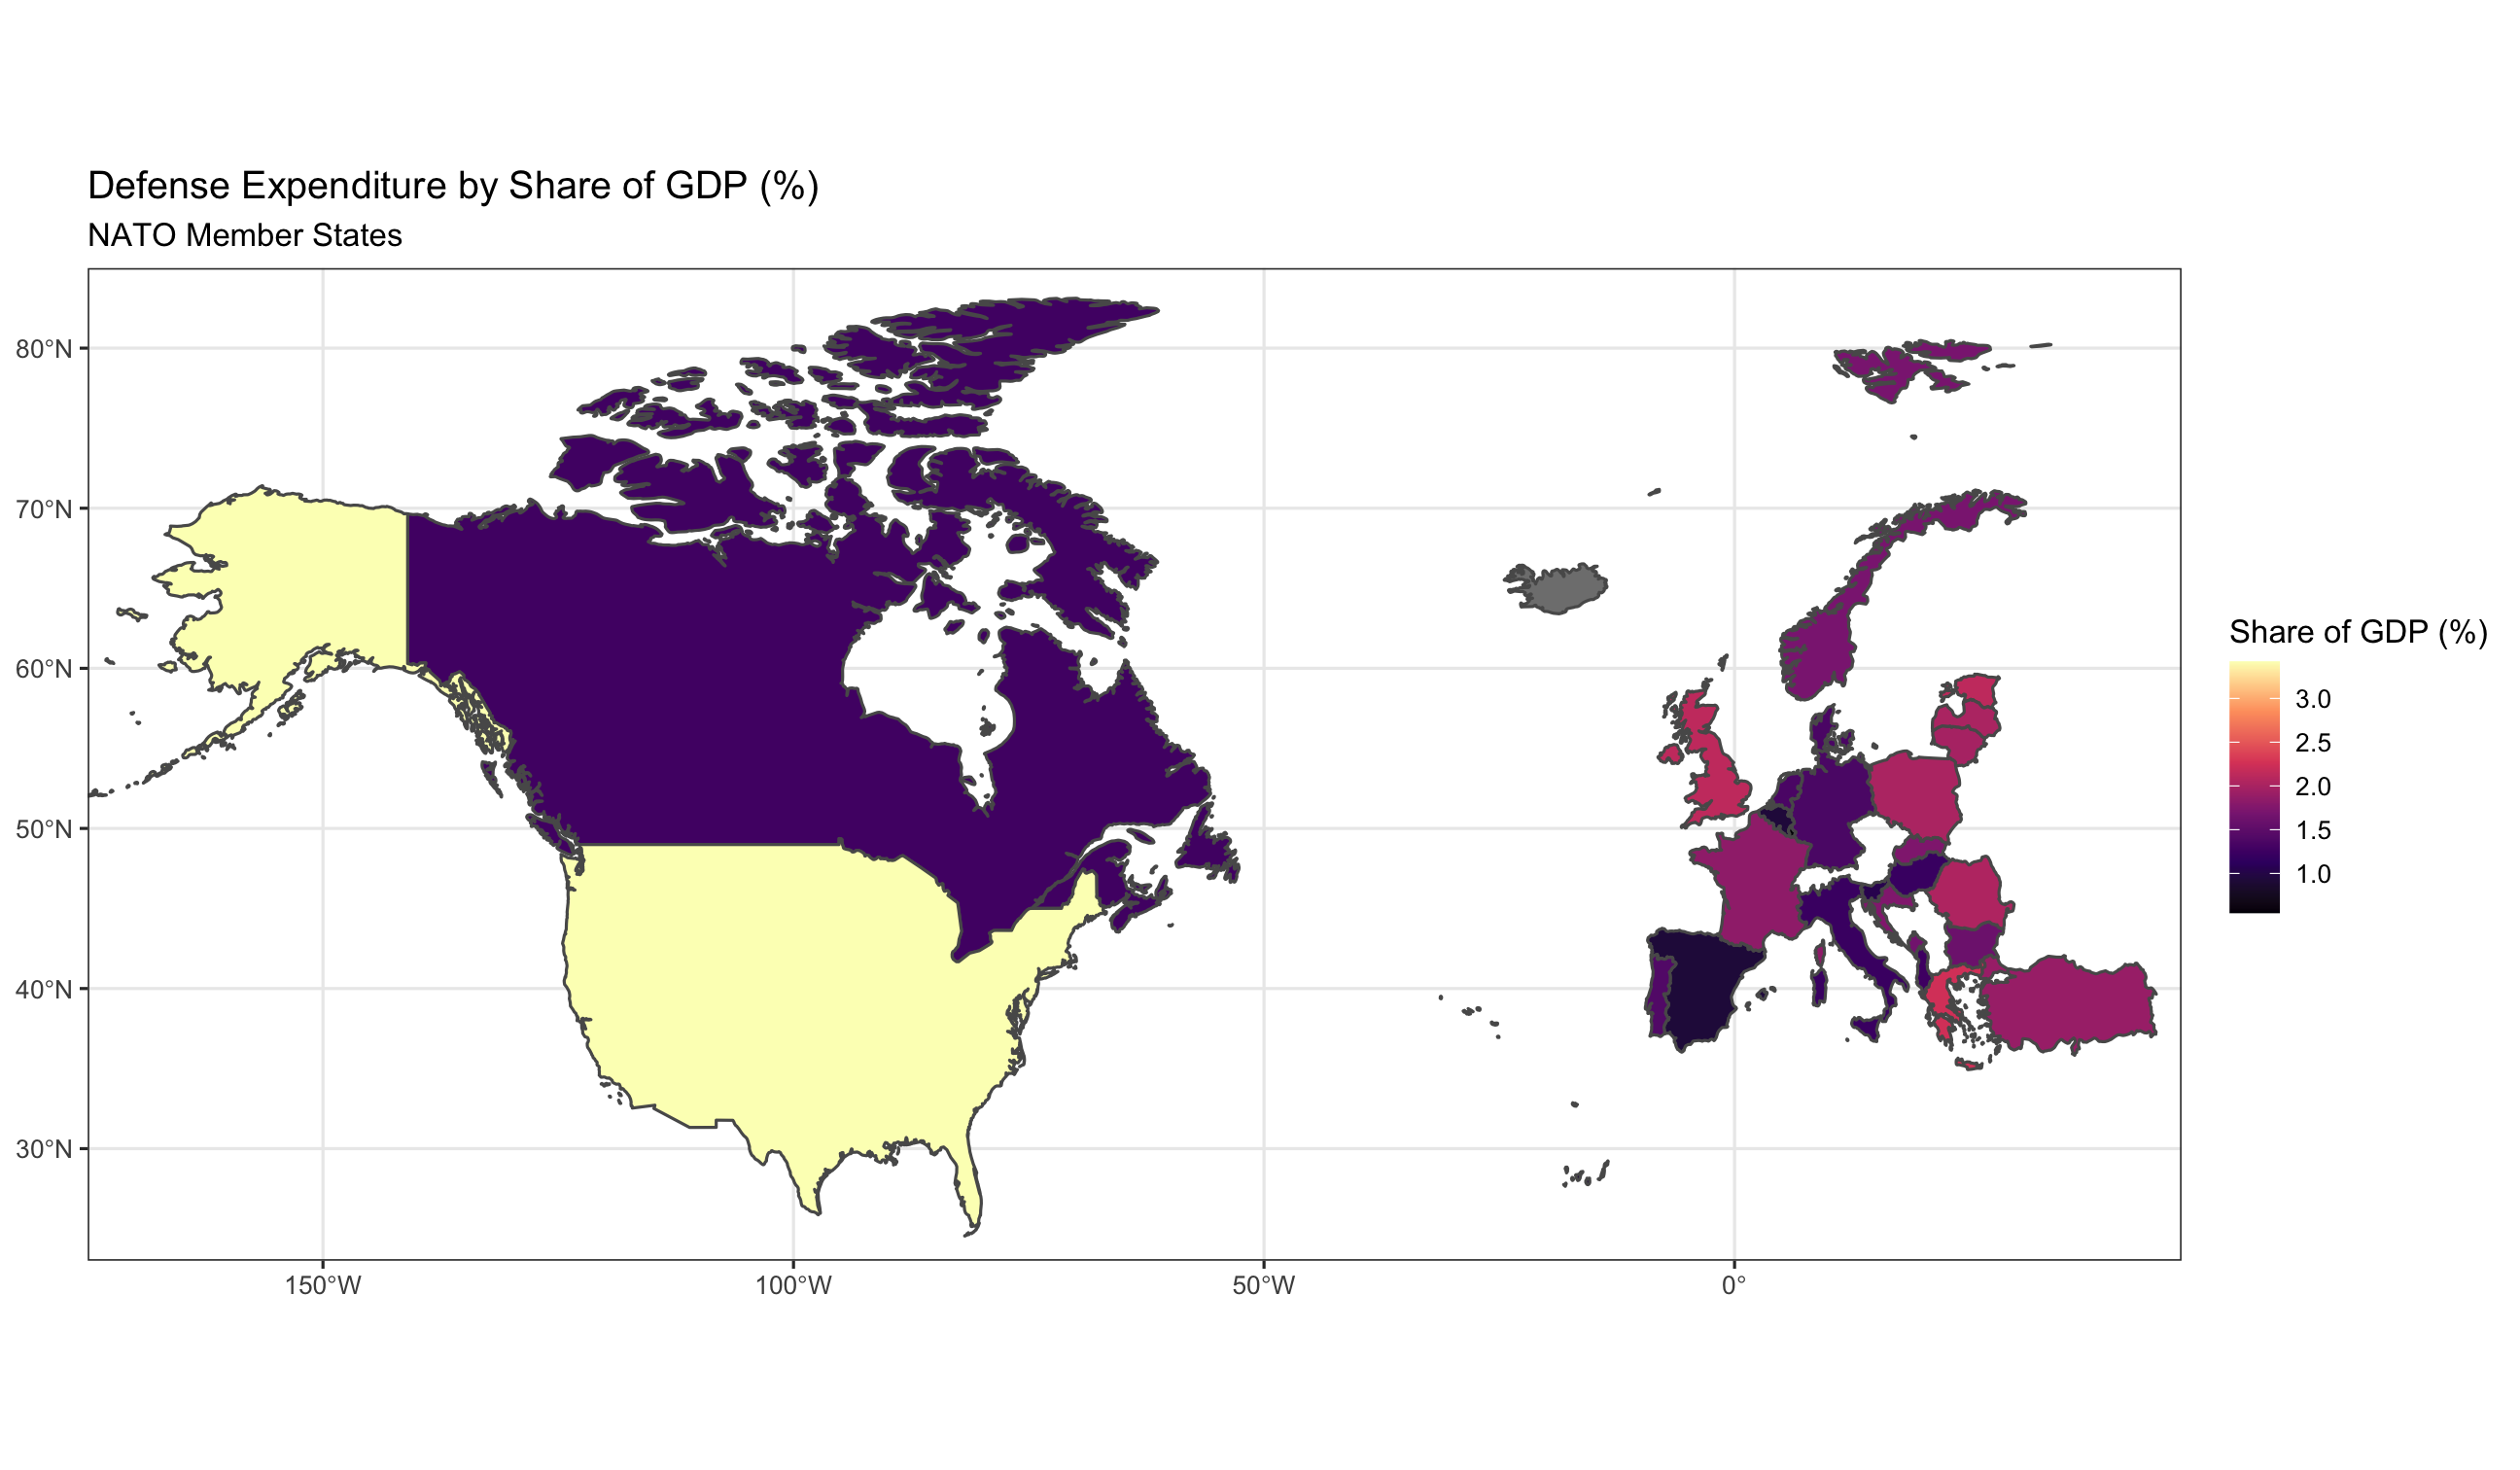 Defense Expenditure by Share of GDP (%)
NATO Member States
80°N
70°N
60°N
50°N
40°N
30°N
150°W
100°W
50°W
0°
Share of GDP (%)
3.0
2.5
2.0
1.5
1.0